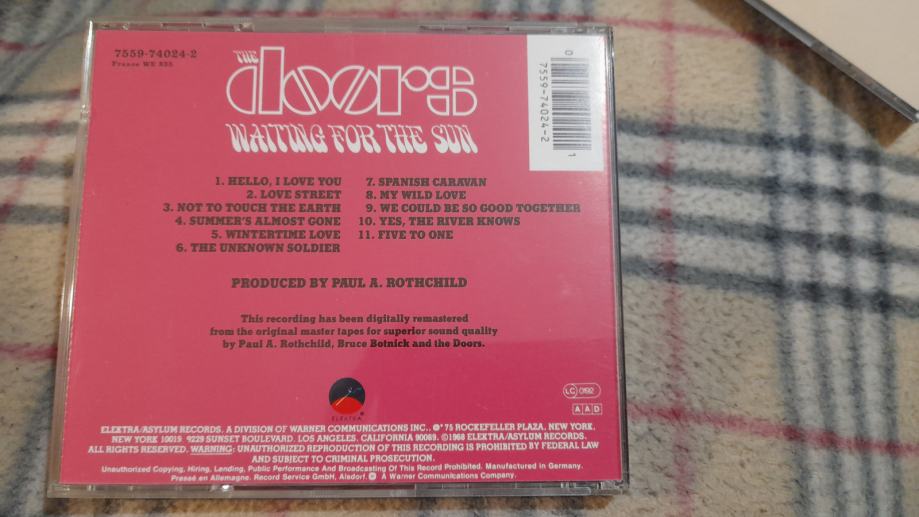 7559-74024-2
France WE 835
THE
doors
WAITING FOR THE SUN
0 7559-74024-2 1
1. HELLO, I LOVE YOU
2. LOVE STREET
3. NOT TO TOUCH THE EARTH
4. SUMMER'S ALMOST GONE
5. WINTERTIME LOVE
6. THE UNKNOWN SOLDIER
7. SPANISH CARAVAN
8. MY WILD LOVE
9. WE COULD BE SO GOOD TOGETHER
10. YES, THE RIVER KNOWS
11. FIVE TO ONE
PRODUCED BY PAUL A. ROTHCHILD
This recording has been digitally remastered
from the original master tapes for superior sound quality
by Paul A. Rothchild, Bruce Botnick and the Doors.
ELEKTRA
LC 0192
AAD
ELEKTRA/ASYLUM RECORDS. A DIVISION OF WARNER COMMUNICATIONS INC., 75 ROCKEFELLER PLAZA, NEW YORK.
NEW YORK 10019 9229 SUNSET BOULEVARD. LOS ANGELES. CALIFORNIA 90069. ©1968 ELEKTRA/ASYLUM RECORDS.
ALL RIGHTS RESERVED. WARNING: UNAUTHORIZED REPRODUCTION OF THIS RECORDING IS PROHIBITED BY FEDERAL LAW
AND SUBJECT TO CRIMINAL PROSECUTION.
Unauthorized Copying, Hiring, Lending, Public Performance And Broadcasting Of This Record Prohibited. Manufactured in Germany.
Pressé en Allemagne. Record Service GmbH, Alsdorf. A Warner Communications Company.